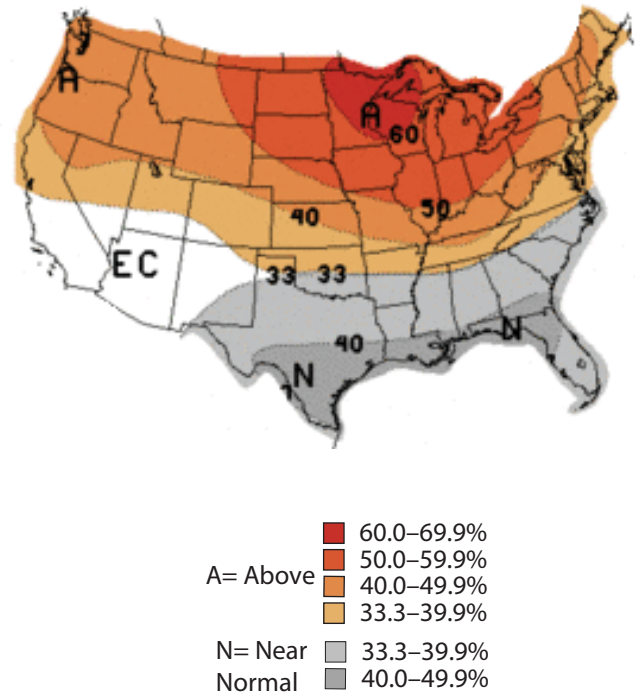 A
A
60
40
50
EC
33 33
40
N
N
A= Above
60.0–69.9%
50.0–59.9%
40.0–49.9%
33.3–39.9%
N= Near
Normal
33.3–39.9%
40.0–49.9%